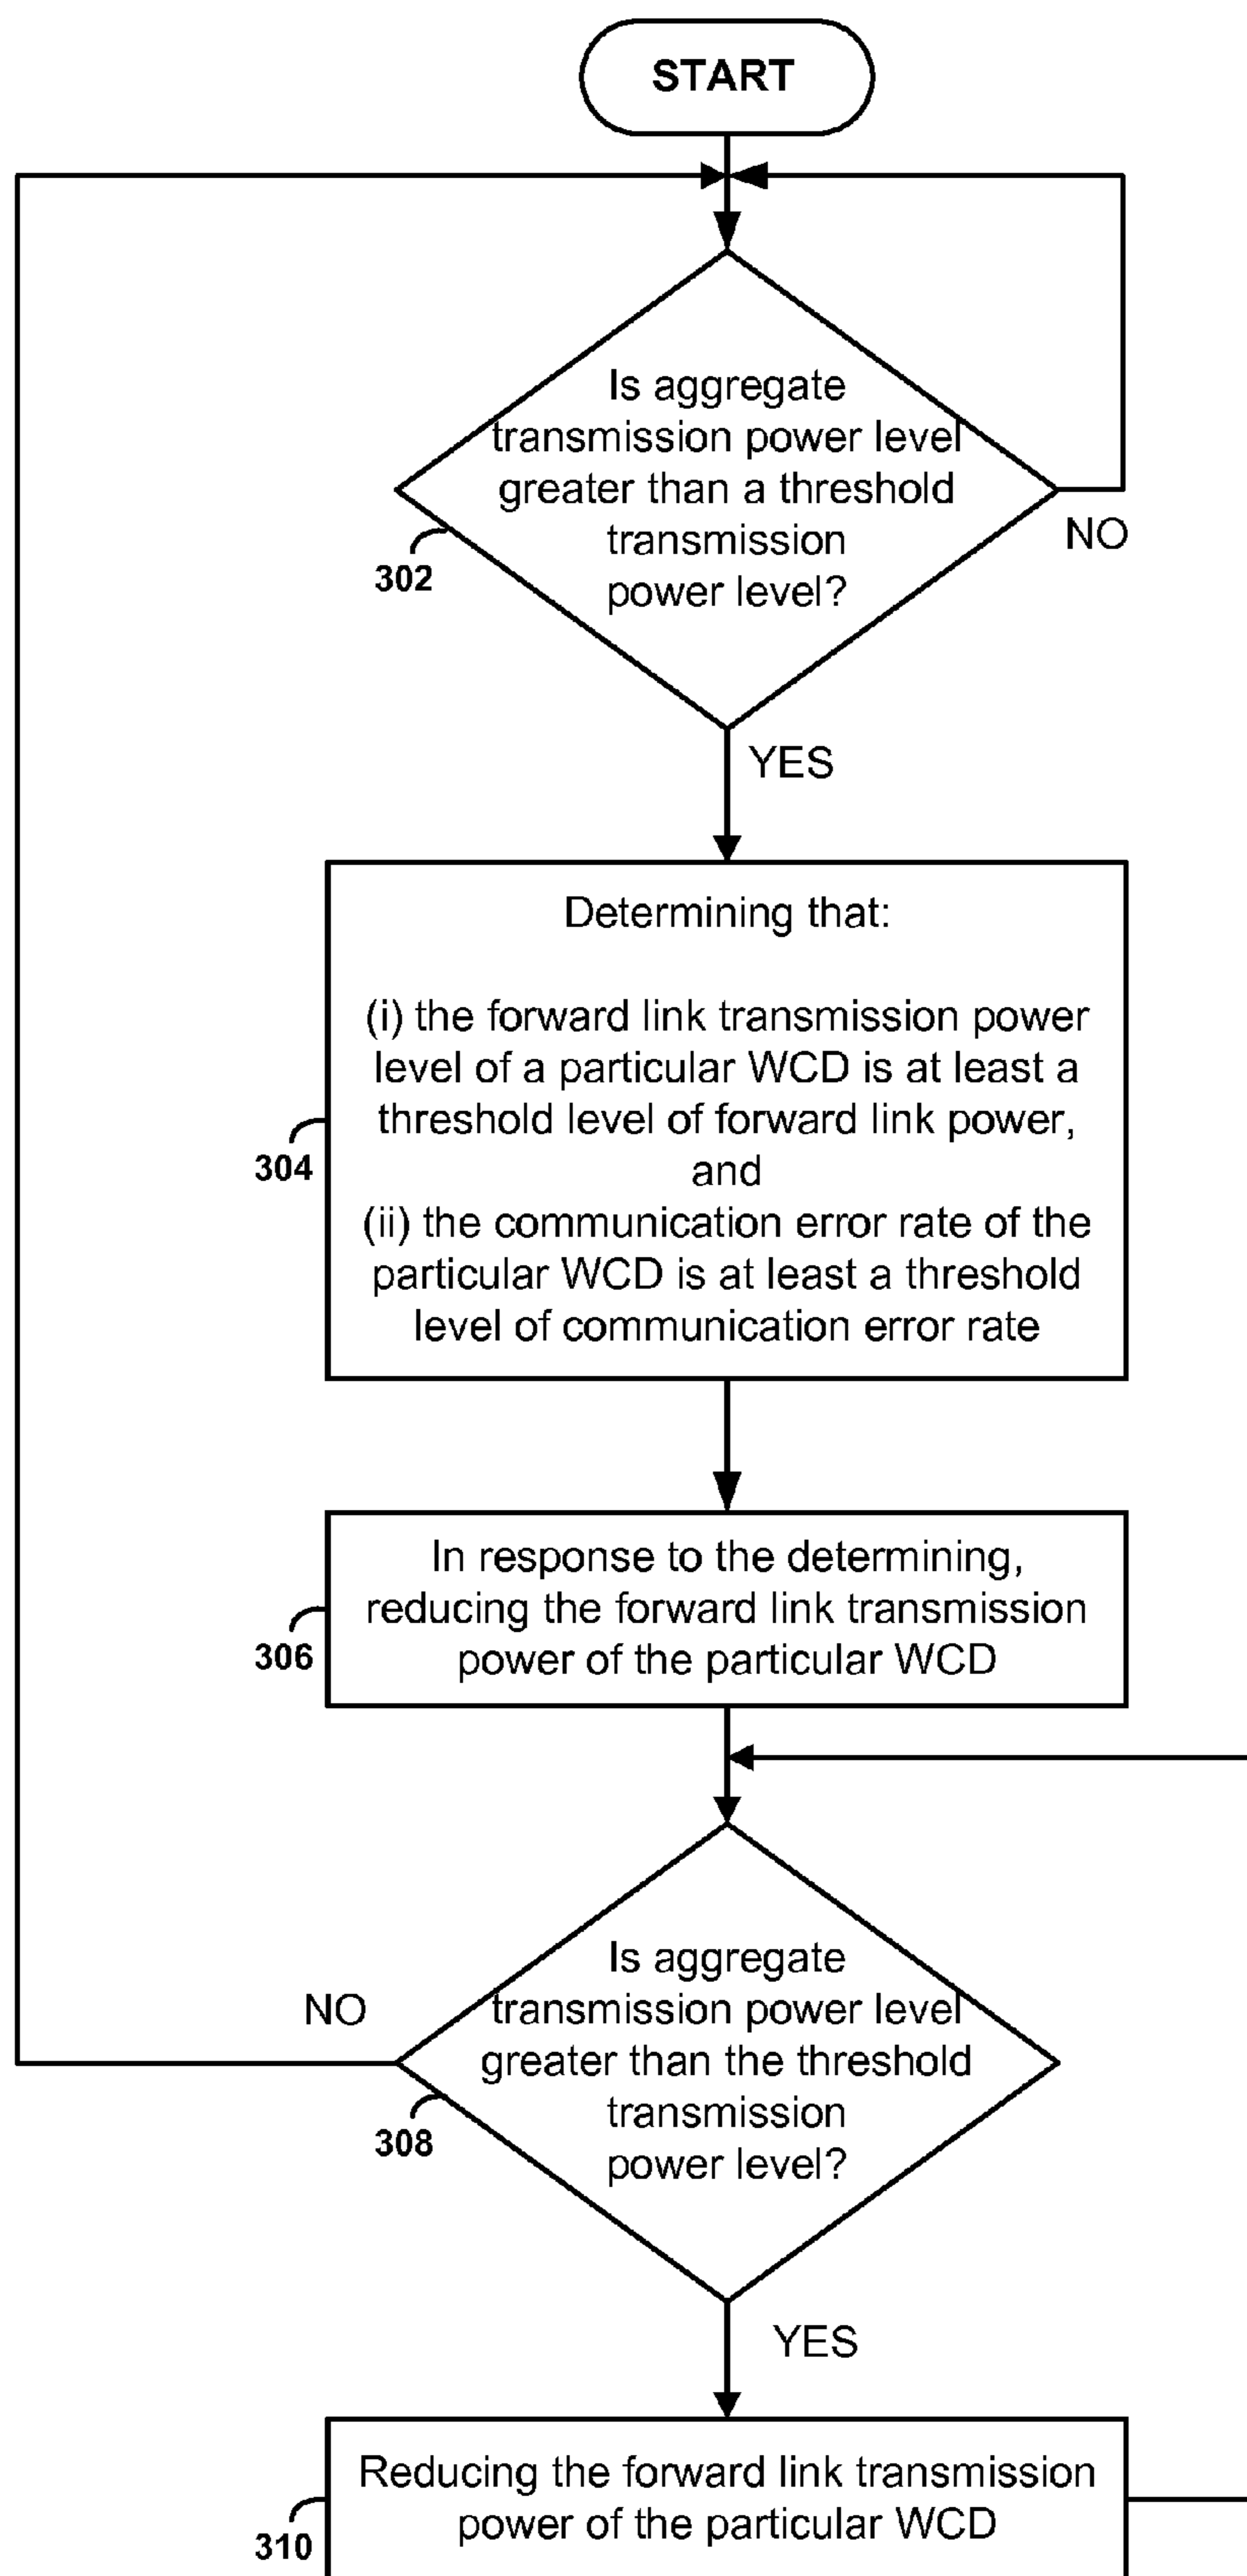 START
Is aggregate
transmission power level
greater than a threshold
transmission
power level?
NO
302
YES
Determining that:
(i) the forward link transmission power
level of a particular WCD is at least a
threshold level of forward link power,
and
(ii) the communication error rate of the
particular WCD is at least a threshold
level of communication error rate
304
In response to the determining,
reducing the forward link transmission
power of the particular WCD
306
Is aggregate
transmission power level
greater than the threshold
transmission
power level?
NO
308
YES
Reducing the forward link transmission
power of the particular WCD
310